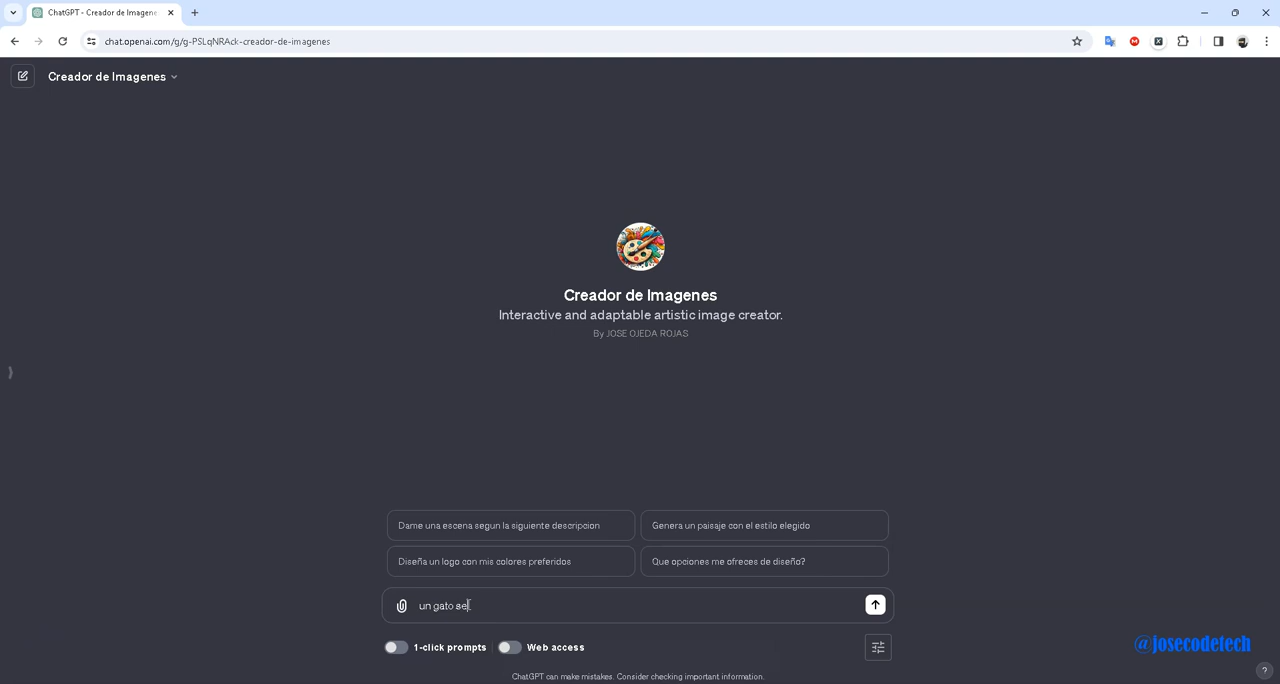 ChatGPT - Creador de Imagene
chat.openai.com/g/g-PSLqNRAck-creador-de-imagenes
Creador de Imagenes
Creador de Imagenes
Interactive and adaptable artistic image creator.
By JOSE OJEDA ROJAS
Dame una escena segun la siguiente descripcion
Genera un paisaje con el estilo elegido
Diseña un logo con mis colores preferidos
Que opciones me ofreces de diseño?
un gato se
1-click prompts
Web access
@josecodetech
ChatGPT can make mistakes. Consider checking important information.
?